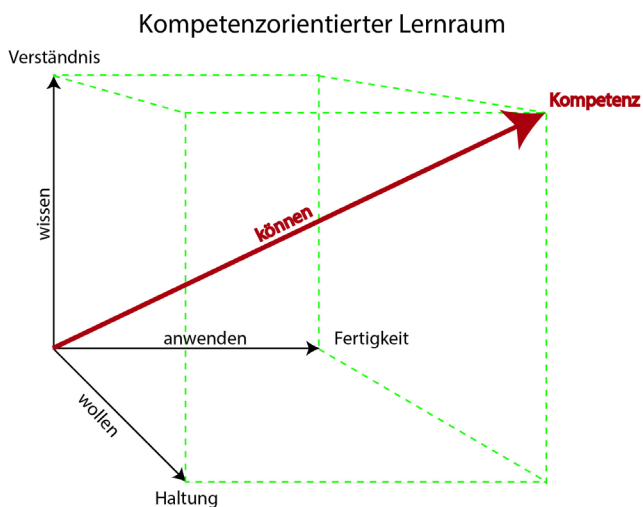 Kompetenzorientierter Lernraum
Verständnis
Kompetenz
wissen
können
anwenden
Fertigkeit
wollen
Haltung